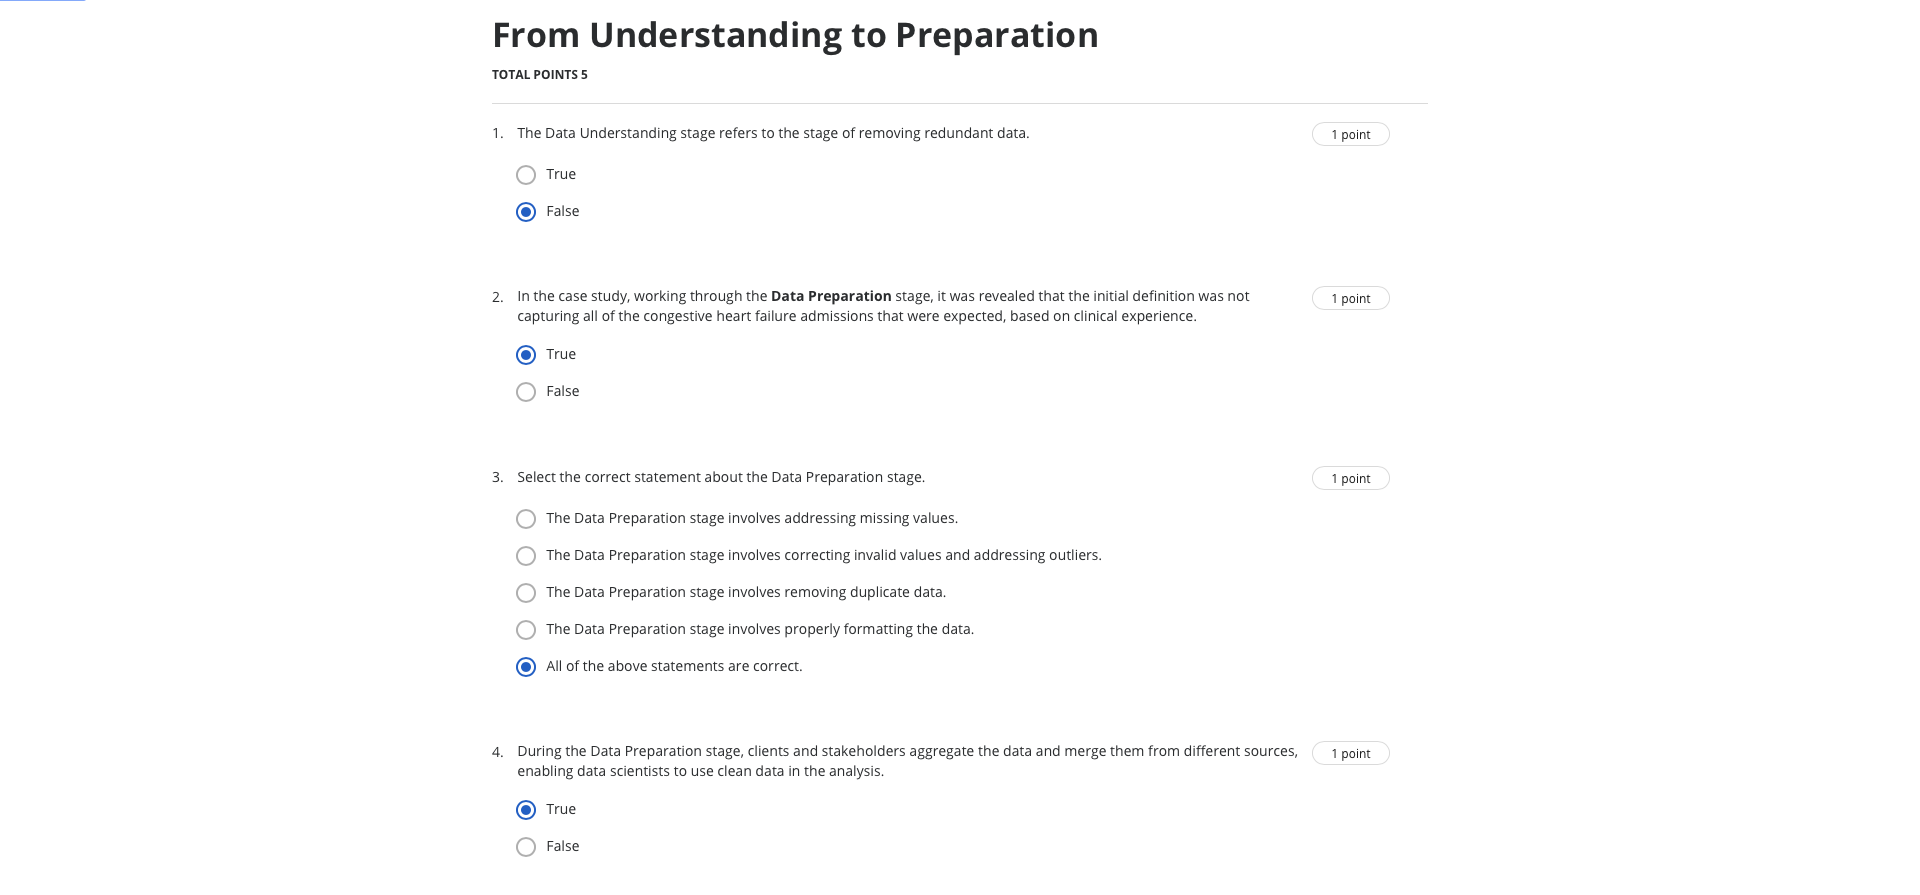 From Understanding to Preparation
TOTAL POINTS 5
1. The Data Understanding stage refers to the stage of removing redundant data. 1 point
True
False
2. In the case study, working through the Data Preparation stage, it was revealed that the initial definition was not 1 point
capturing all of the congestive heart failure admissions that were expected, based on clinical experience.
True
False
3. Select the correct statement about the Data Preparation stage. 1 point
The Data Preparation stage involves addressing missing values.
The Data Preparation stage involves correcting invalid values and addressing outliers.
The Data Preparation stage involves removing duplicate data.
The Data Preparation stage involves properly formatting the data.
All of the above statements are correct.
4. During the Data Preparation stage, clients and stakeholders aggregate the data and merge them from different sources, 1 point
enabling data scientists to use clean data in the analysis.
True
False